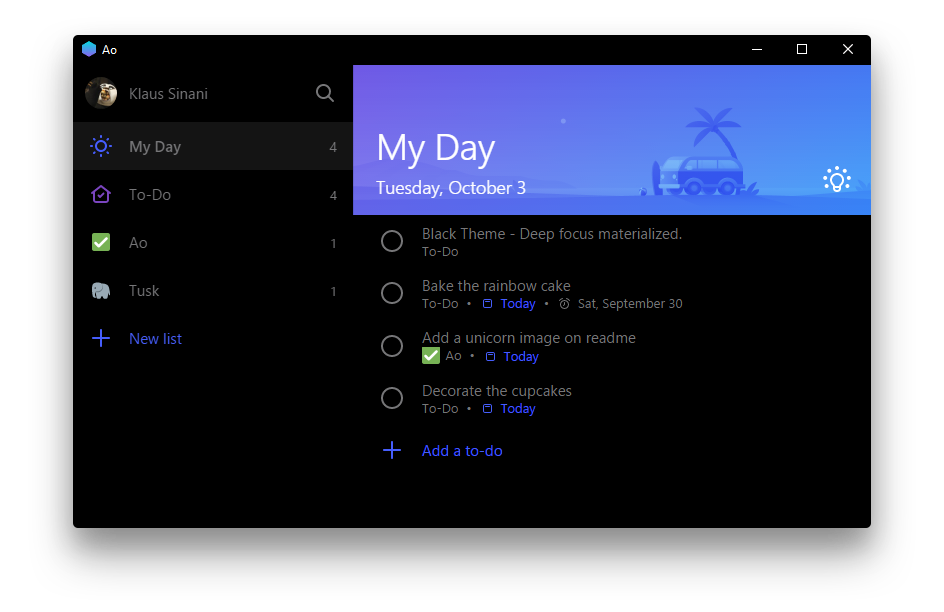 Ao
Klaus Sinani
My Day 4
To-Do 4
Ao 1
Tusk 1
New list
My Day
Tuesday, October 3
Black Theme - Deep focus materialized.
To-Do
Bake the rainbow cake
To-Do • Today • Sat, September 30
Add a unicorn image on readme
Ao • Today
Decorate the cupcakes
To-Do • Today
Add a to-do